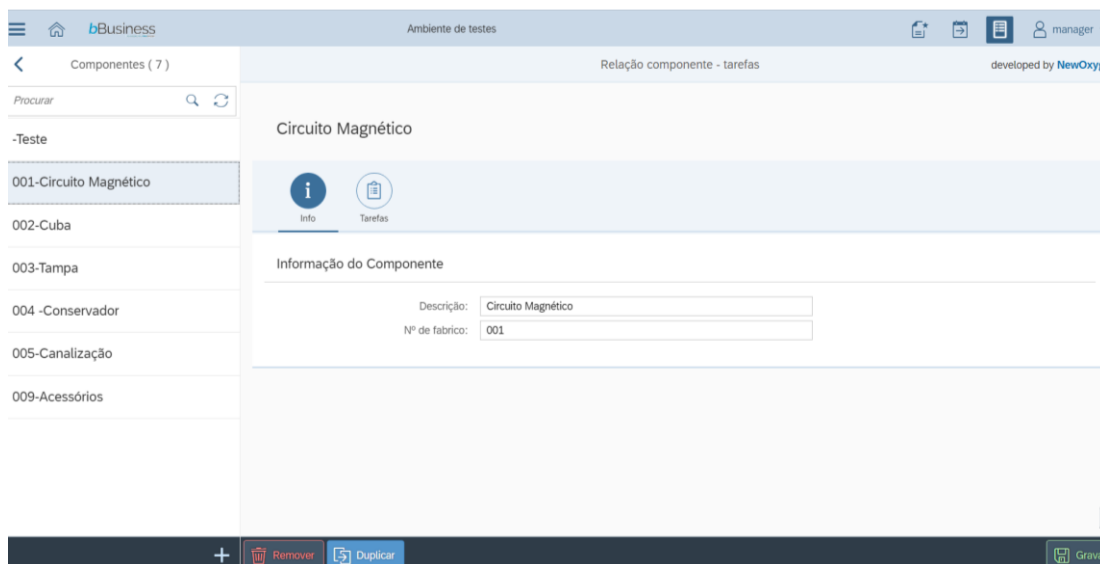 bBusiness
Ambiente de testes
manager
Componentes ( 7 )
Relação componente - tarefas
developed by NewOxy
Procurar
-Teste
001-Circuito Magnético
002-Cuba
003-Tampa
004 -Conservador
005-Canalização
009-Acessórios
Circuito Magnético
Info
Tarefas
Informação do Componente
Descrição: Circuito Magnético
Nº de fabrico: 001
Remover
Duplicar
Grava